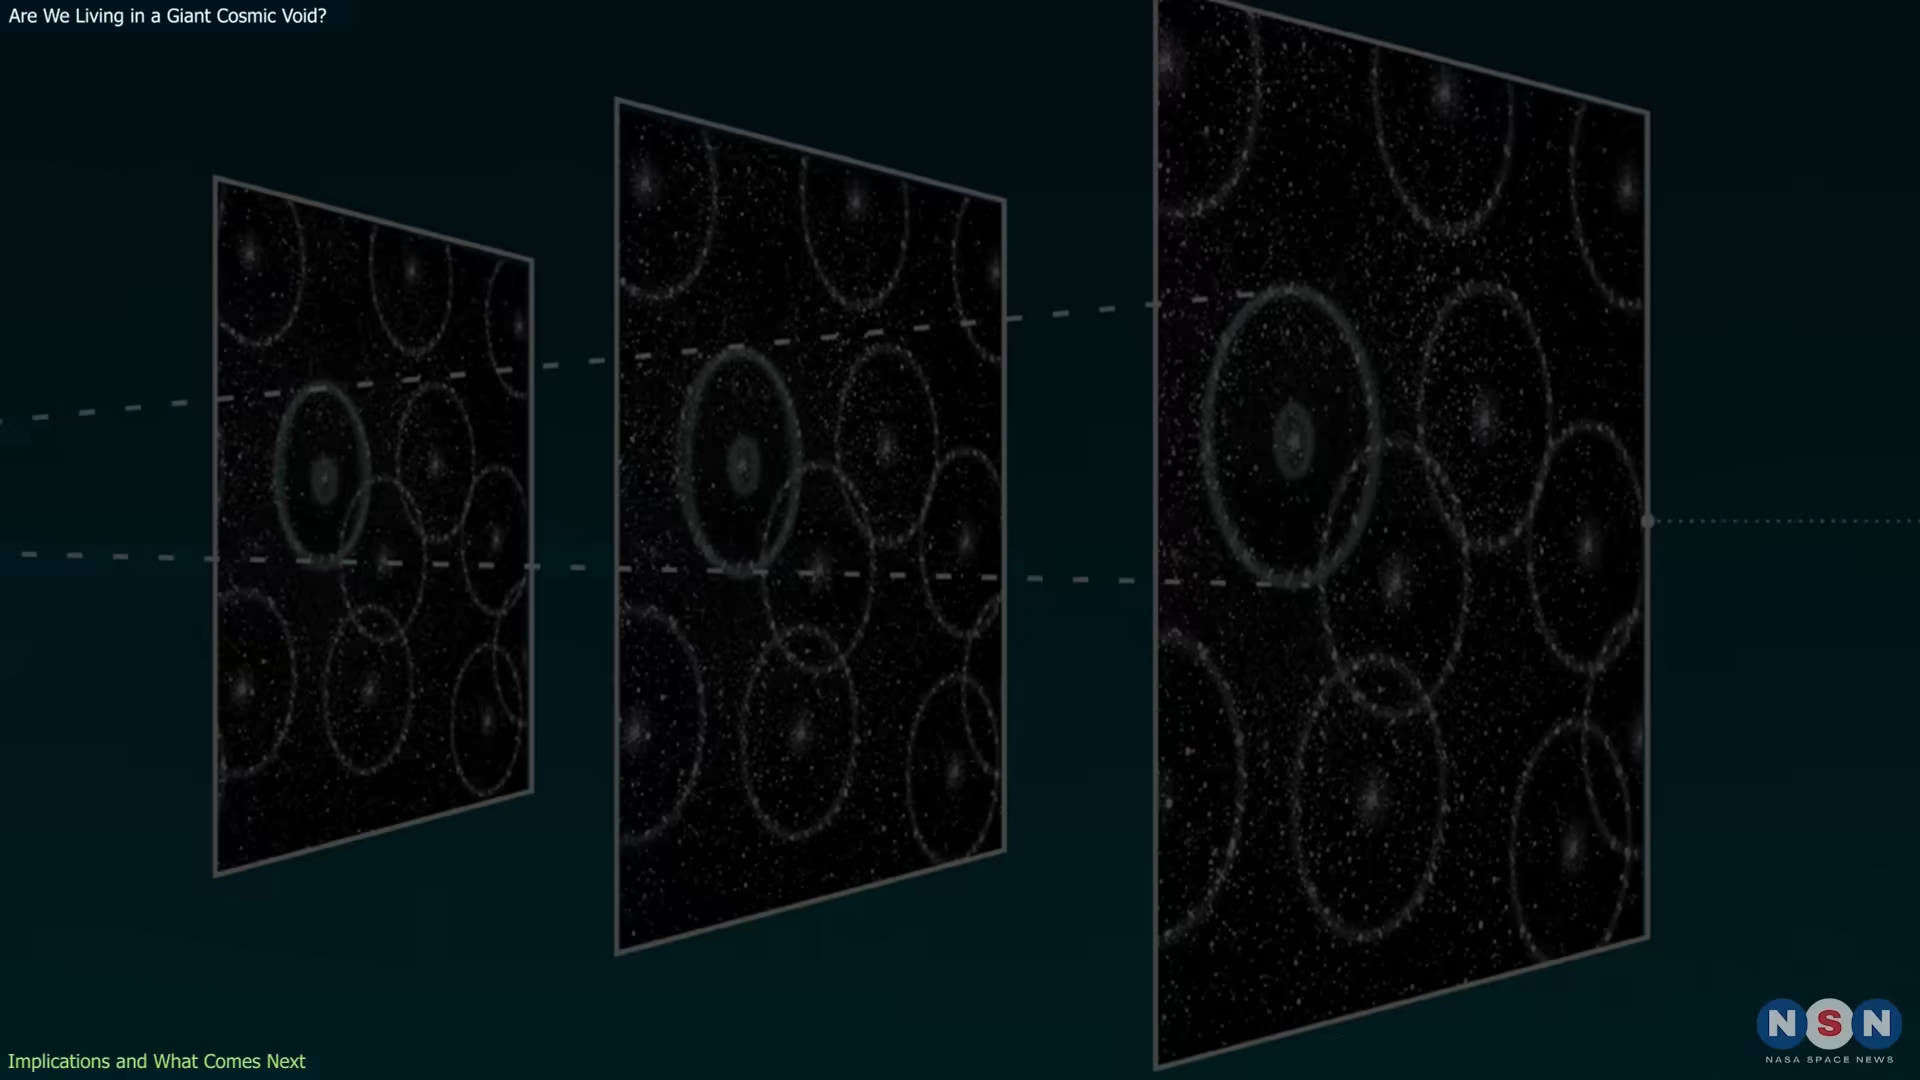 Are We Living in a Giant Cosmic Void?
Implications and What Comes Next
NSN
NASA SPACE NEWS